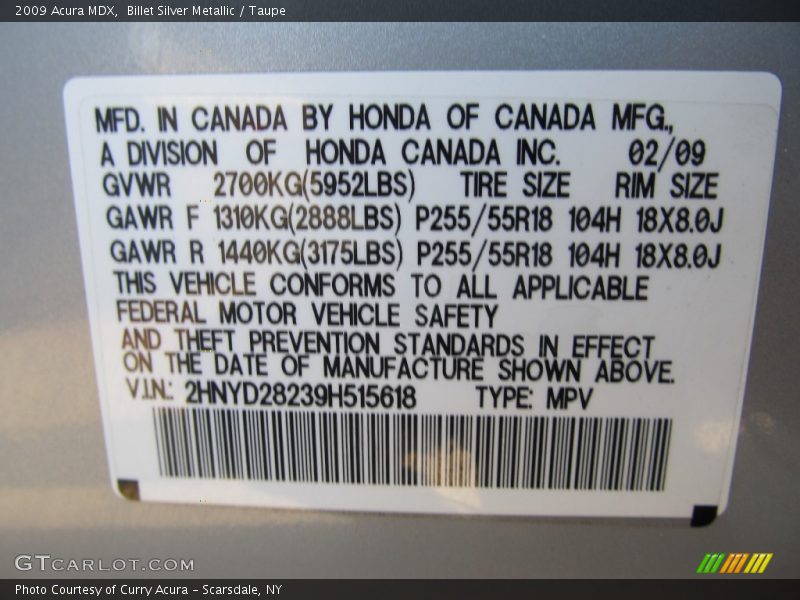 2009 Acura MDX,  Billet Silver Metallic / Taupe
MFD. IN CANADA BY HONDA OF CANADA MFG.,
A DIVISION OF HONDA CANADA INC. 02/09
GVWR 2700KG(5952LBS) TIRE SIZE RIM SIZE
GAWR F 1310KG(2888LBS) P255/55R18 104H 18X8.0J
GAWR R 1440KG(3175LBS) P255/55R18 104H 18X8.0J
THIS VEHICLE CONFORMS TO ALL APPLICABLE
FEDERAL MOTOR VEHICLE SAFETY
AND THEFT PREVENTION STANDARDS IN EFFECT
ON THE DATE OF MANUFACTURE SHOWN ABOVE.
V.I.N.: 2HNYD28239H515618 TYPE: MPV
GTCARLOT.COM
Photo Courtesy of Curry Acura – Scarsdale, NY